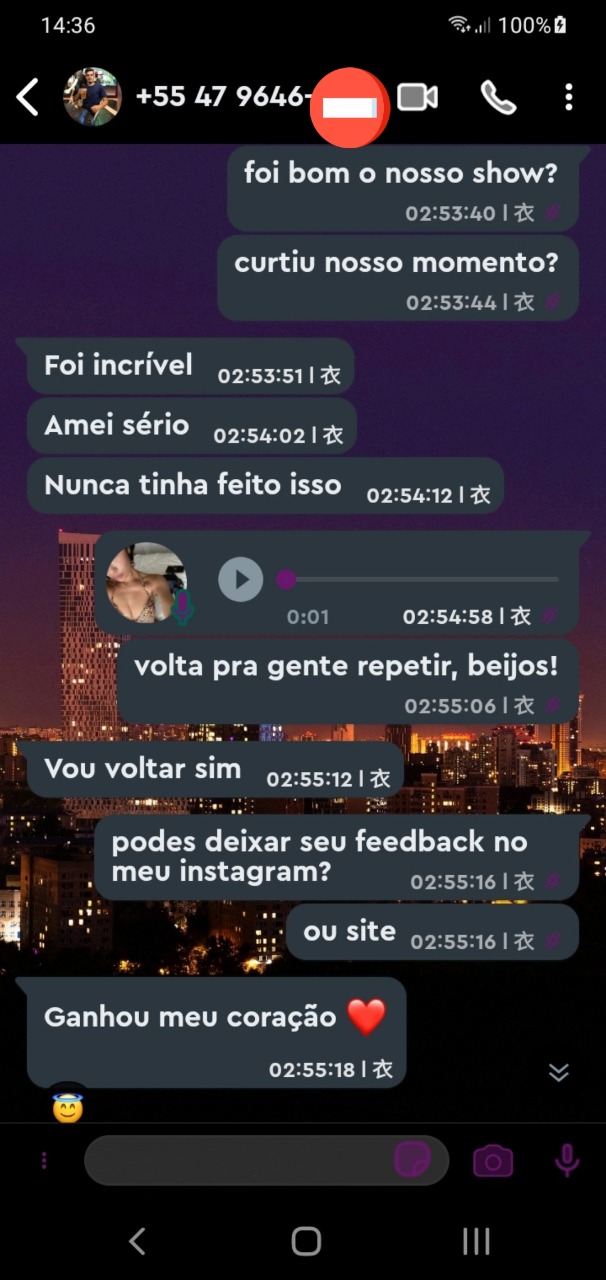 14:36
100%
+55 47 9646-
foi bom o nosso show?
02:53:40 | 衣
curtiu nosso momento?
02:53:44 | 衣
Foi incrível 02:53:51 | 衣
Amei sério 02:54:02 | 衣
Nunca tinha feito isso 02:54:12 | 衣
0:01 02:54:58 | 衣
volta pra gente repetir, beijos!
02:55:06 | 衣
Vou voltar sim 02:55:12 | 衣
podes deixar seu feedback no
meu instagram? 02:55:16 | 衣
ou site 02:55:16 | 衣
Ganhou meu coração ❤️
02:55:18 | 衣
😇